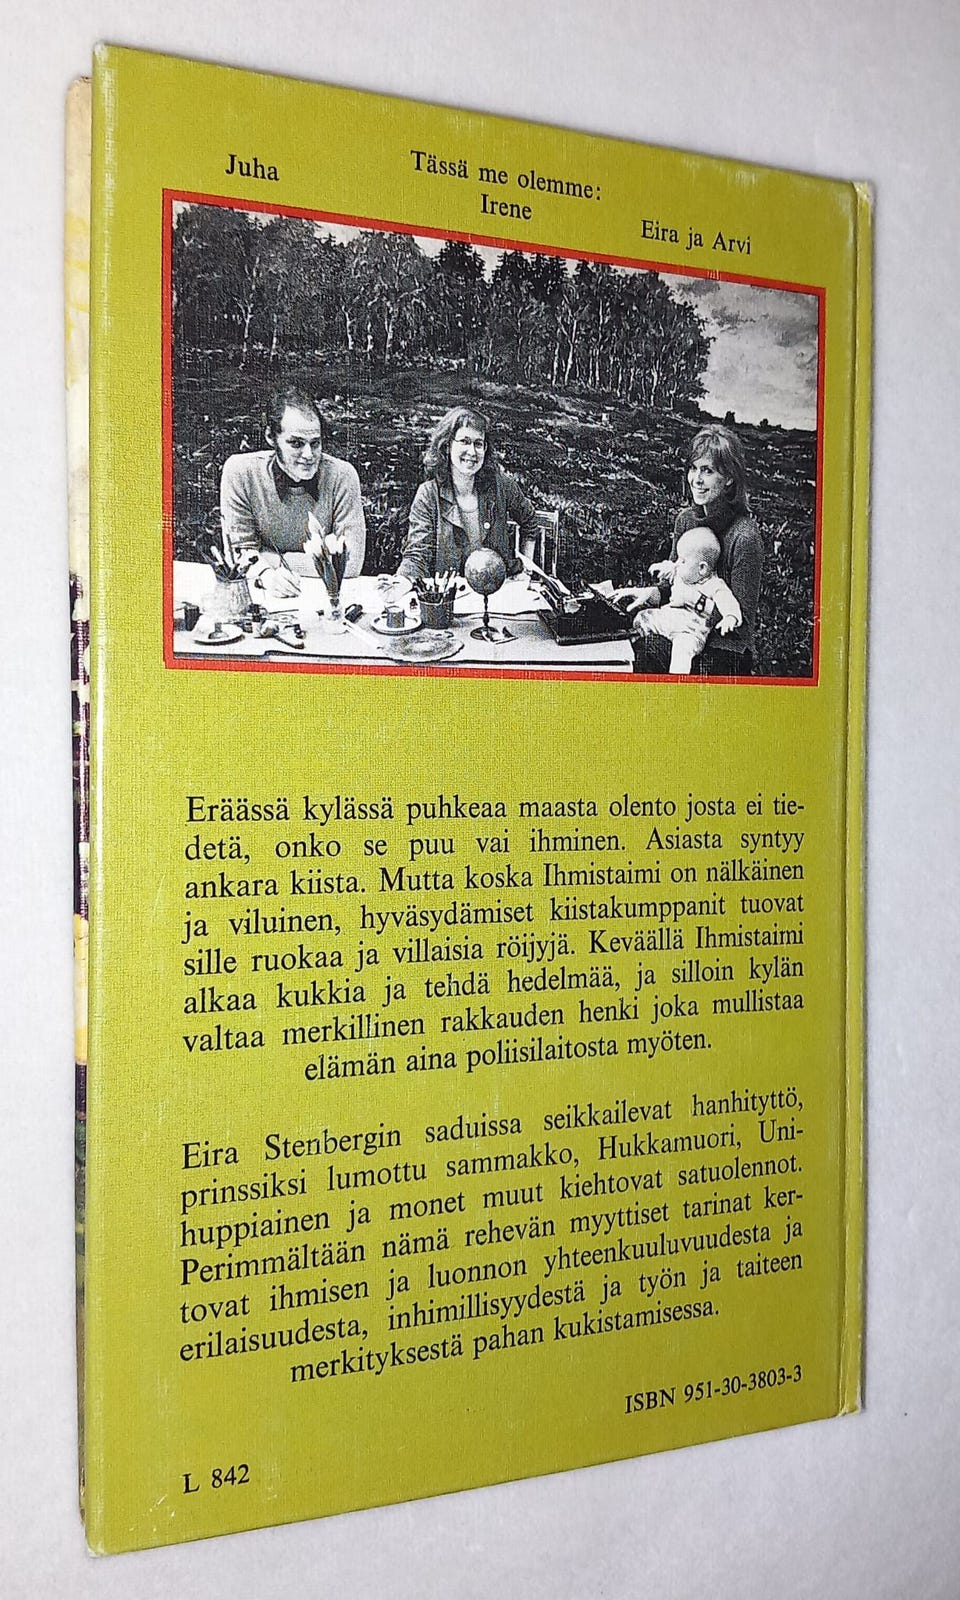 Tässä me olemme:
Juha
Irene
Eira ja Arvi
Eräässä kylässä puhkeaa maasta olento josta ei tie-
detä, onko se puu vai ihminen. Asiasta syntyy
ankara kiista. Mutta koska Ihmistaimi on nälkäinen
ja viluinen, hyväsydämiset kiistakumppanit tuovat
sille ruokaa ja villaisia röijyjä. Keväällä Ihmistaimi
alkaa kukkia ja tehdä hedelmää, ja silloin kylän
valtaa merkillinen rakkauden henki joka mullistaa
elämän aina poliisilaitosta myöten.
Eira Stenbergin saduissa seikkailevat hanhityttö,
prinssiksi lumottu sammakko, Hukkamuori, Uni-
huppiainen ja monet muut kiehtovat satuolennot.
Perimmältään nämä rehevän myyttiset tarinat ker-
tovat ihmisen ja luonnon yhteenkuuluvuudesta ja
erilaisuudesta, inhimillisyydestä ja työn ja taiteen
merkityksestä pahan kukistamisessa.
ISBN 951-30-3803-3
L 842